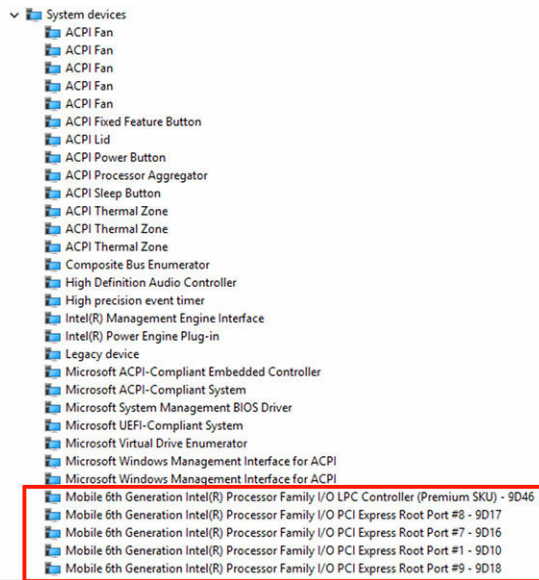 System devices
ACPI Fan
ACPI Fan
ACPI Fan
ACPI Fan
ACPI Fan
ACPI Fixed Feature Button
ACPI Lid
ACPI Power Button
ACPI Processor Aggregator
ACPI Sleep Button
ACPI Thermal Zone
ACPI Thermal Zone
ACPI Thermal Zone
Composite Bus Enumerator
High Definition Audio Controller
High precision event timer
Intel(R) Management Engine Interface
Intel(R) Power Engine Plug-in
Legacy device
Microsoft ACPI-Compliant Embedded Controller
Microsoft ACPI-Compliant System
Microsoft System Management BIOS Driver
Microsoft UEFI-Compliant System
Microsoft Virtual Drive Enumerator
Microsoft Windows Management Interface for ACPI
Microsoft Windows Management Interface for ACPI
Mobile 6th Generation Intel(R) Processor Family I/O LPC Controller (Premium SKU) - 9D46
Mobile 6th Generation Intel(R) Processor Family I/O PCI Express Root Port #8 - 9D17
Mobile 6th Generation Intel(R) Processor Family I/O PCI Express Root Port #7 - 9D16
Mobile 6th Generation Intel(R) Processor Family I/O PCI Express Root Port #1 - 9D10
Mobile 6th Generation Intel(R) Processor Family I/O PCI Express Root Port #9 - 9D18